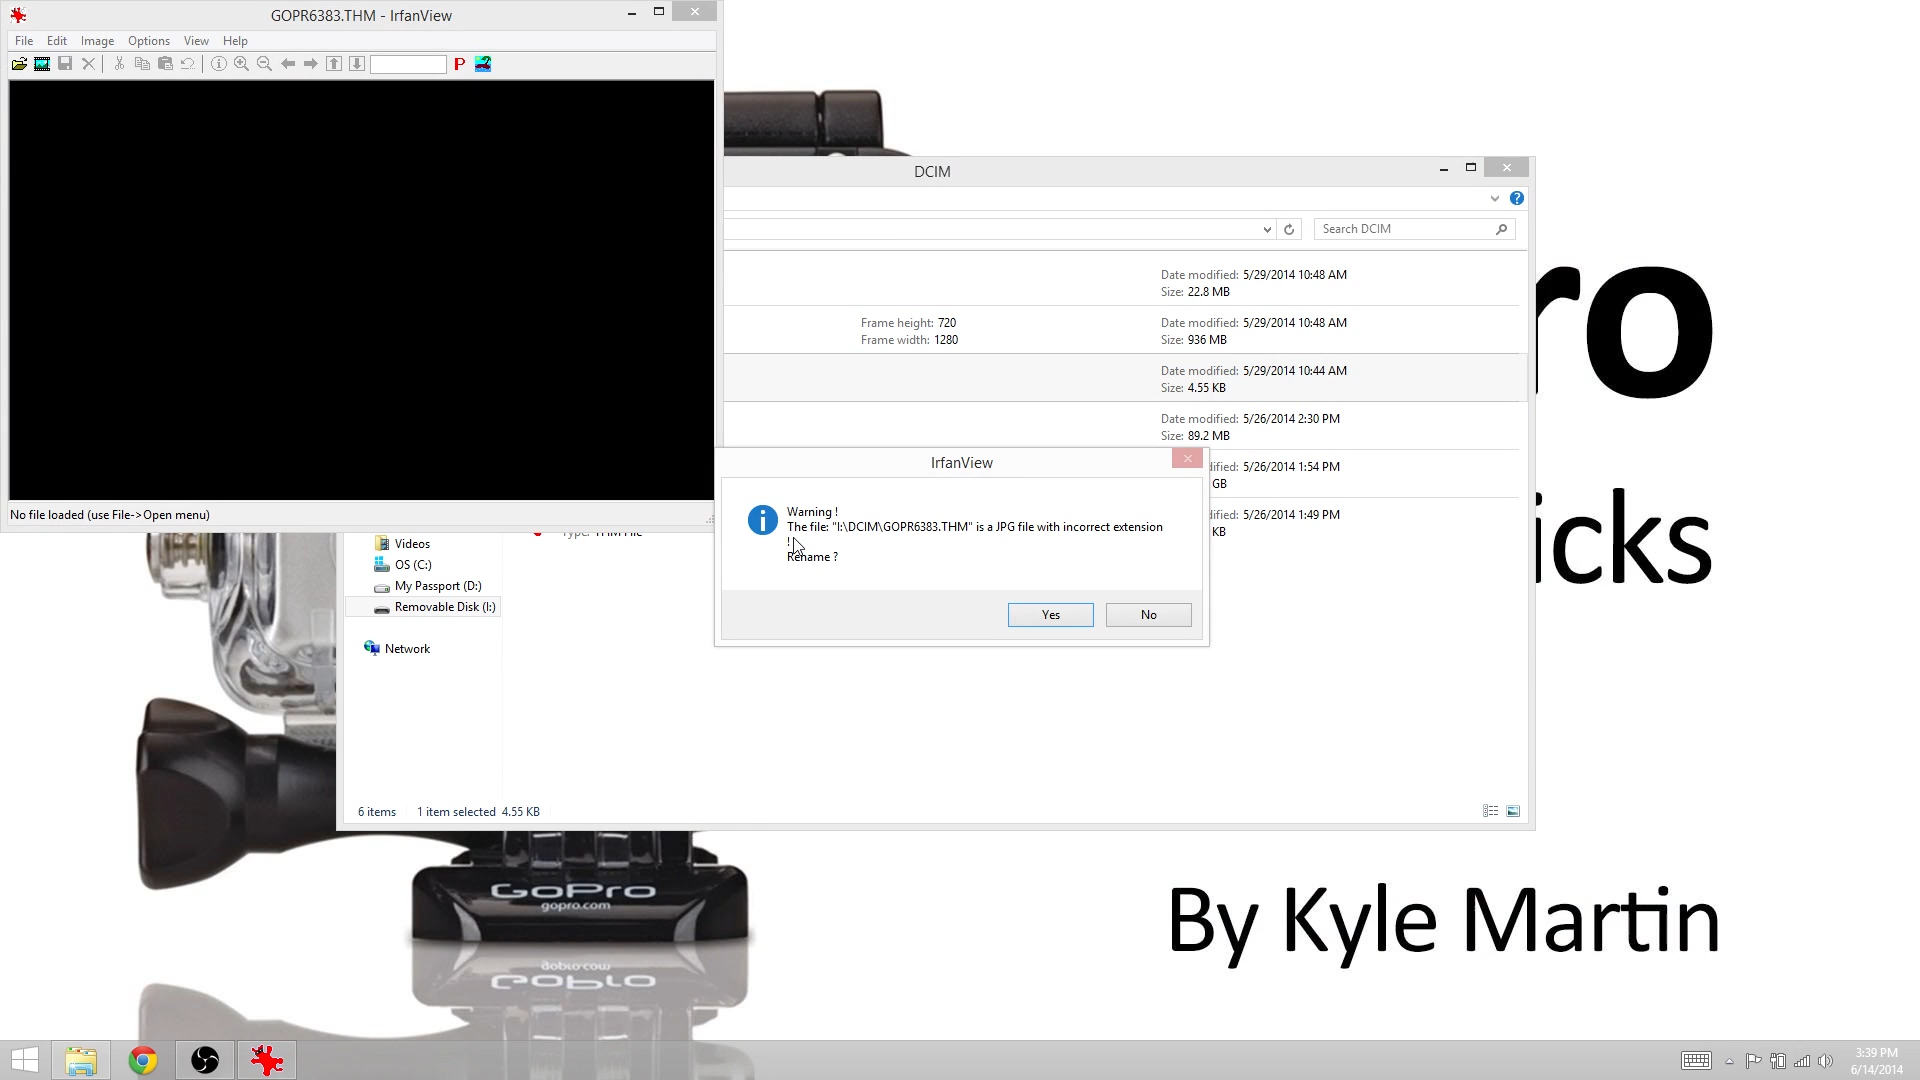 GOPR6383.THM - IrfanView
File Edit Image Options View Help
P
No file loaded (use File->Open menu)
DCIM
Search DCIM
Date modified: 5/29/2014 10:48 AM
Size: 22.8 MB
Frame height: 720
Frame width: 1280
Date modified: 5/29/2014 10:48 AM
Size: 936 MB
Date modified: 5/29/2014 10:44 AM
Size: 4.55 KB
Date modified: 5/26/2014 2:30 PM
Size: 89.2 MB
5/26/2014 1:54 PM
GB
5/26/2014 1:49 PM
KB
IrfanView
Warning !
The file: "I:\DCIM\GOPR6383.THM" is a JPG file with incorrect extension
!
Rename ?
Yes
No
Type: THM File
Videos
OS (C:)
My Passport (D:)
Removable Disk (I:)
Network
6 items 1 item selected 4.55 KB
ro
icks
By Kyle Martin
GoPro
gopro.com
3:39 PM
6/14/2014